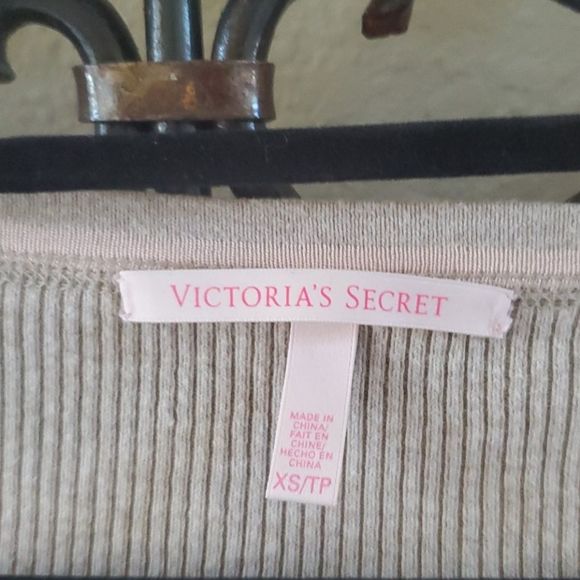 VICTORIA'S SECRET
MADE IN
CHINA/
FAIT EN
CHINE/
HECHO EN
CHINA
XS/TP